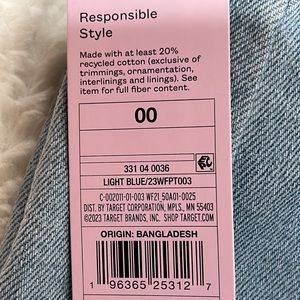 Responsible
Style
Made with at least 20%
recycled cotton (exclusive of
trimmings, ornamentation,
interlinings and linings). See
item for full fiber content.
00
331 04 0036
LIGHT BLUE/23WFPT003
C-002011-01-003 WF21_50A01-0025
DIST. BY TARGET CORPORATION, MPLS., MN 55403
©2023 TARGET BRANDS, INC. SHOP TARGET.COM
ORIGIN: BANGLADESH
1 96365 25312 7